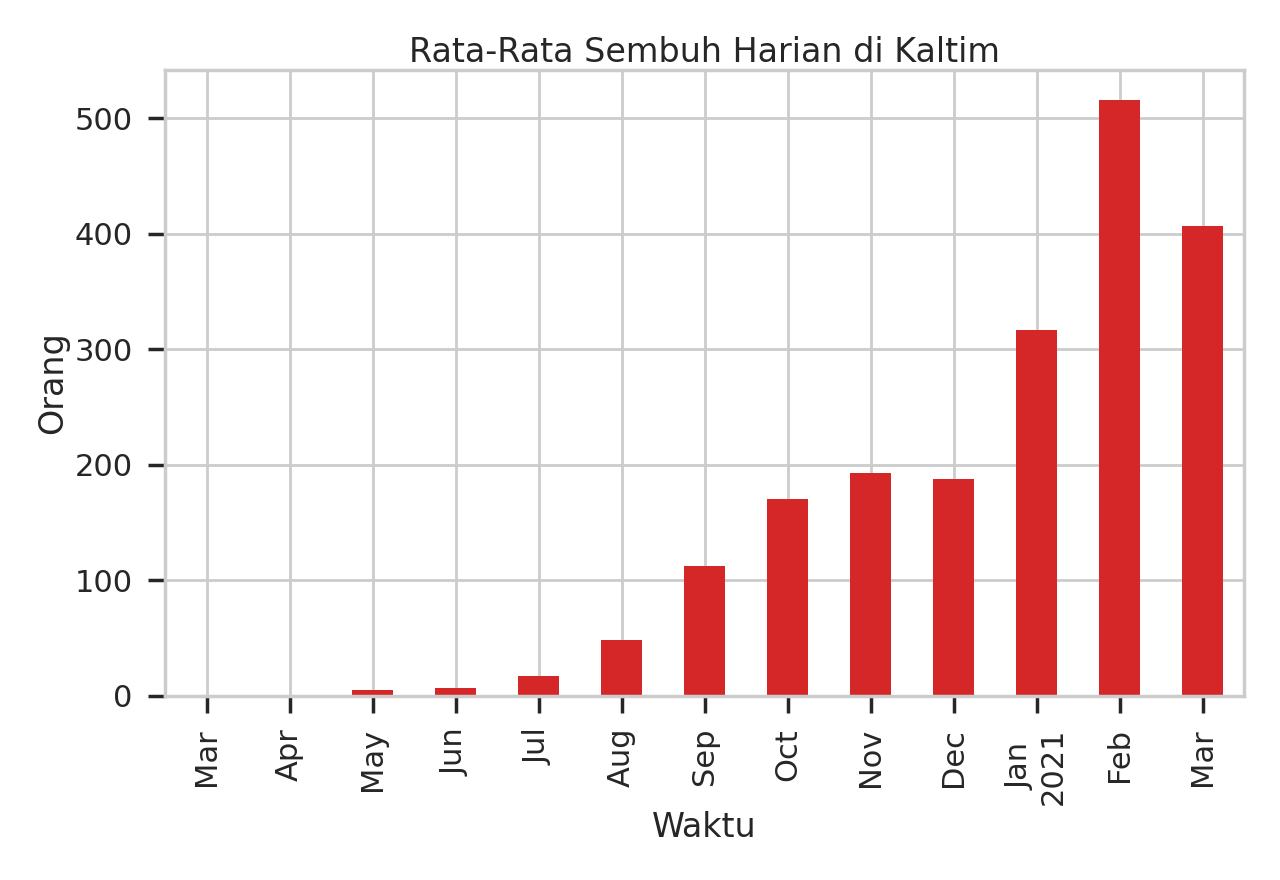 Rata-Rata Sembuh Harian di Kaltim
500
400
300
200
100
0
Orang
Mar
Apr
May
Jun
Jul
Aug
Sep
Oct
Nov
Dec
Jan
2021
Feb
Mar
Waktu